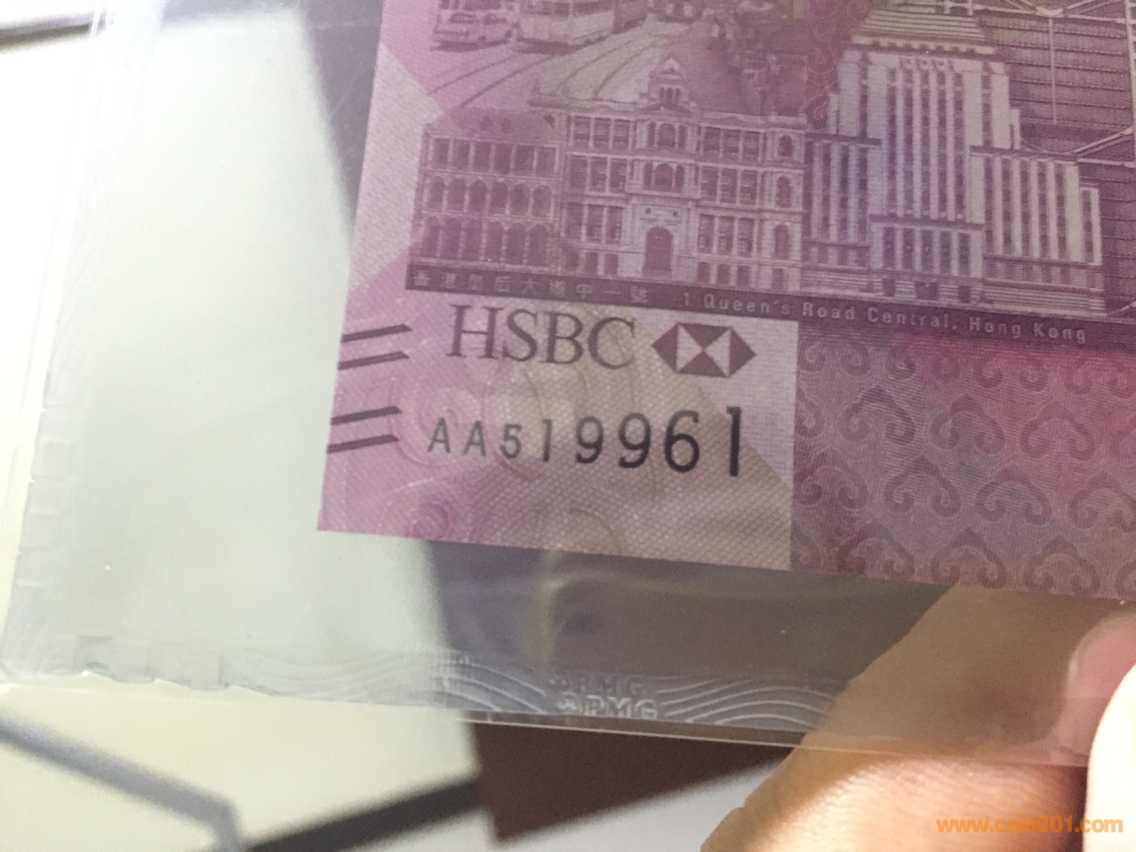 香港皇后大道中一號 1 Queen's Road Central, Hong Kong
HSBC
AA519961
PMG
PMG
www.coin001.com